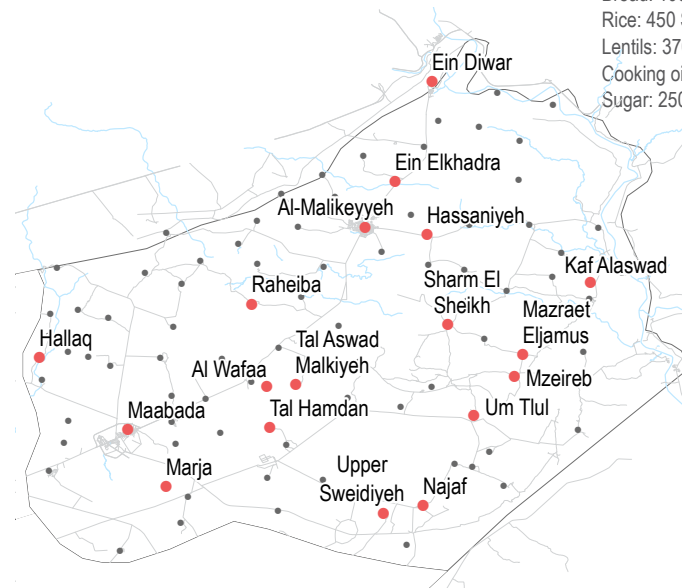 Rice: 450
Lentils:
Cooking
Sugar: 250
Ein Diwar
Ein Elkhadra
Al-Malikeyyeh
Hassaniyeh
Kaf Alaswad
Raheiba
Sharm El
Sheikh
Mazraet
Eljamus
Hallaq
Tal Aswad
Malkiyeh
Al Wafaa
Mzeireb
Maabada
Tal Hamdan
Um Tlul
Marja
Upper
Sweidiyeh
Najaf